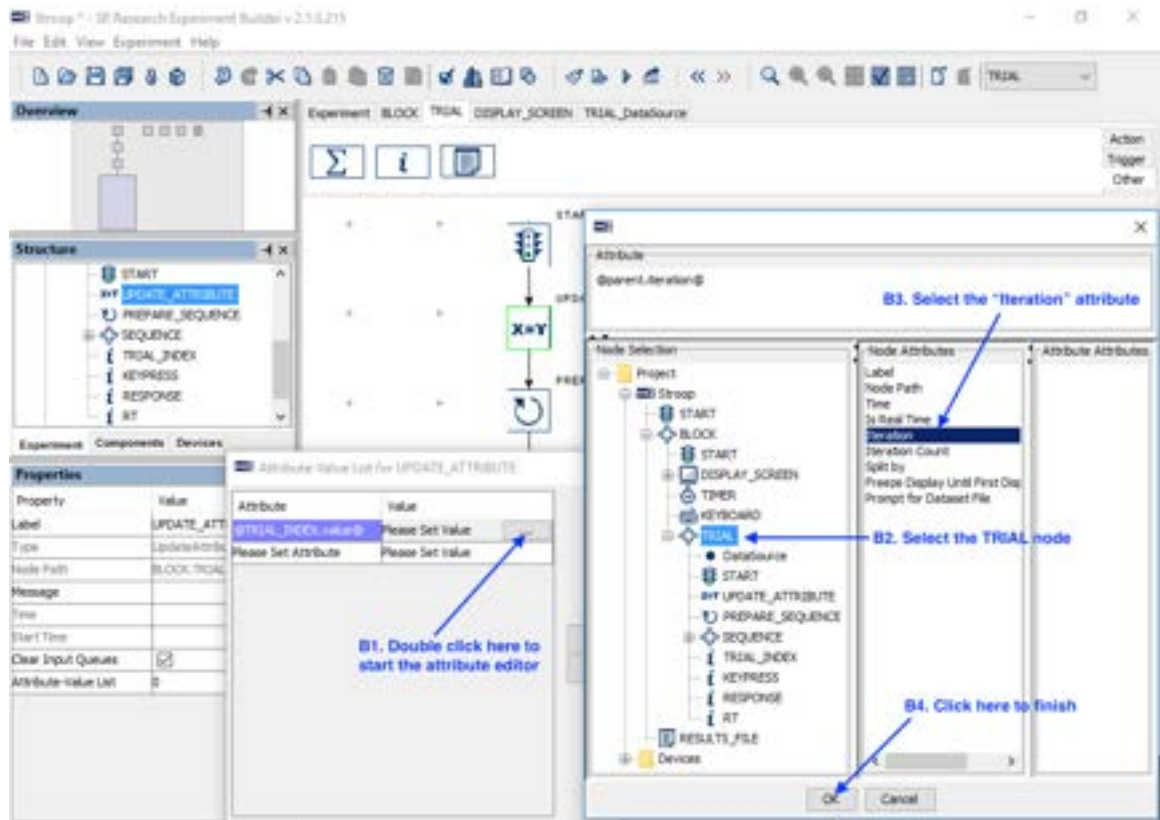 Stroop * - SR Research Experiment Builder v 2.1.0.215
File Edit View Experiment Help
TRIAL
Overview
Experiment BLOCK TRIAL DISPLAY_SCREEN TRIAL_DataSource
Action
Trigger
Other
Structure
START
UPDATE_ATTRIBUTE
PREPARE_SEQUENCE
SEQUENCE
TRIAL_INDEX
KEYPRESS
RESPONSE
RT
Experiment Components Devices
STAR
UPDA
X=Y
PREP
Properties
Property Value
Label UPDATE_ATT
Type UpdateAttrib
Node Path BLOCK.TRIAL
Message
Time
Start Time
Clear Input Queues
Attribute-Value List 0
Attribute-Value List for UPDATE_ATTRIBUTE
Attribute Value
@TRIAL_INDEX.value@ Please Set Value ...
Please Set Attribute Please Set Value
B1. Double click here to
start the attribute editor
Attribute
@parent.iteration@
B3. Select the "Iteration" attribute
Node Selection
Project
Stroop
START
BLOCK
START
DISPLAY_SCREEN
TIMER
KEYBOARD
TRIAL
DataSource
START
UPDATE_ATTRIBUTE
PREPARE_SEQUENCE
SEQUENCE
TRIAL_INDEX
KEYPRESS
RESPONSE
RT
RESULTS_FILE
Devices
Node Attributes
Label
Node Path
Time
Is Real Time
Iteration
Iteration Count
Split by
Freeze Display Until First Disp
Prompt for Dataset File
Attribute Attributes
B2. Select the TRIAL node
B4. Click here to finish
OK Cancel